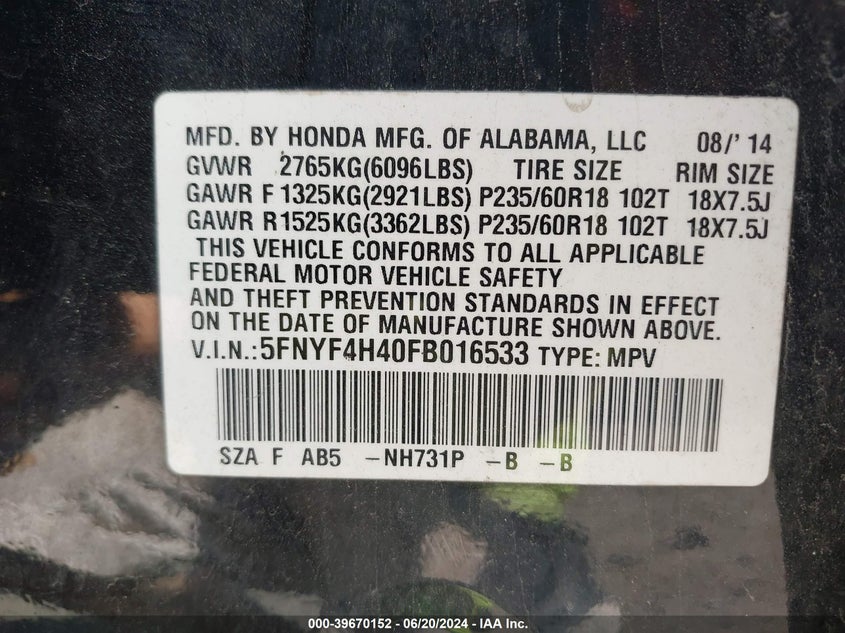 MFD. BY HONDA MFG. OF ALABAMA, LLC 08/' 14
GVWR 2765KG(6096LBS) TIRE SIZE RIM SIZE
GAWR F 1325KG(2921LBS) P235/60R18 102T 18X7.5J
GAWR R1525KG(3362LBS) P235/60R18 102T 18X7.5J
THIS VEHICLE CONFORMS TO ALL APPLICABLE
FEDERAL MOTOR VEHICLE SAFETY
AND THEFT PREVENTION STANDARDS IN EFFECT
ON THE DATE OF MANUFACTURE SHOWN ABOVE.
V.I.N.:5FNYF4H40FB016533 TYPE: MPV
SZA F AB5 -NH731P -B -B
000-39670152 - 06/20/2024 - IAA Inc.